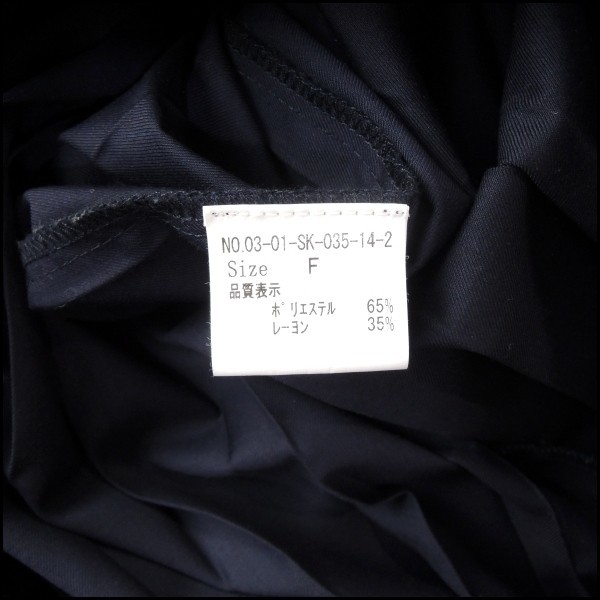 NO.03-01-SK-035-14-2
Size F
品質表示
ポリエステル 65%
レーヨン 35%